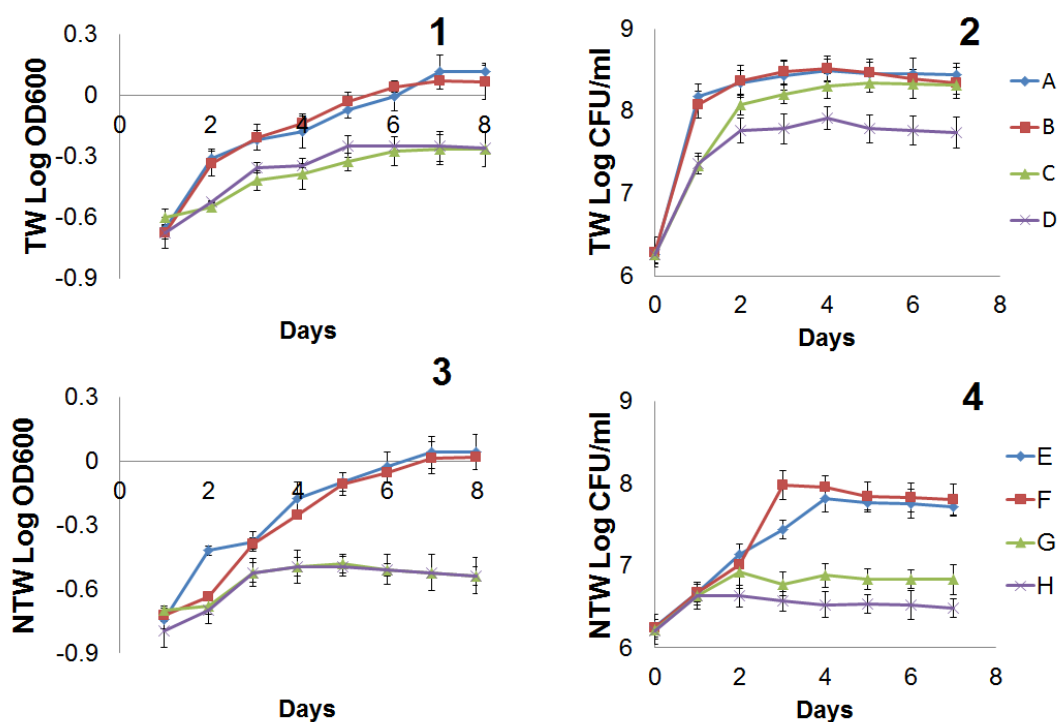 1
TW Log OD600
0.3
0
-0.3
-0.6
-0.9
0 2 4 6 8
Days
2
TW Log CFU/ml
9
8
7
6
0 2 4 6 8
Days
A
B
C
D
3
NTW Log OD600
0.3
0
-0.3
-0.6
-0.9
0 2 4 6 8
Days
4
NTW Log CFU/ml
9
8
7
6
0 2 4 6 8
Days
E
F
G
H